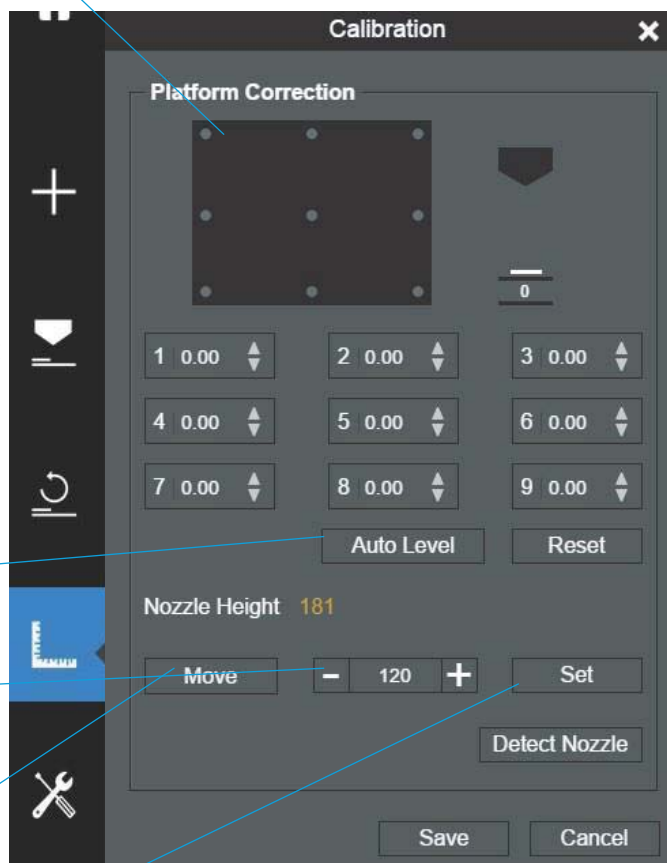 Calibration
Platform Correction
0
1 0.00 2 0.00 3 0.00
4 0.00 5 0.00 6 0.00
7 0.00 8 0.00 9 0.00
Auto Level Reset
Nozzle Height 181
Move - 120 + Set
Detect Nozzle
Save Cancel